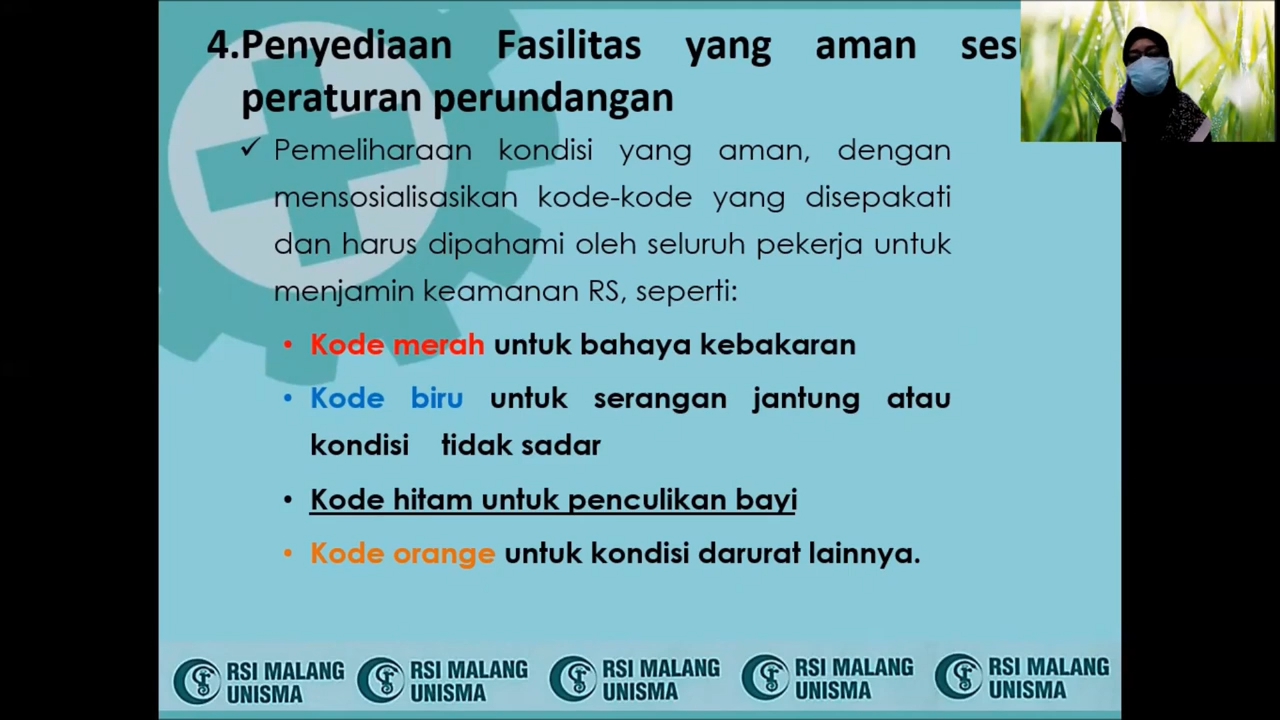 4.Penyediaan Fasilitas yang aman
peraturan perundangan
✓ Pemeliharaan kondisi yang aman, dengan
mensosialisasikan kode-kode yang disepakati
dan harus dipahami oleh seluruh pekerja untuk
menjamin keamanan RS, seperti:
• Kode merah untuk bahaya kebakaran
• Kode biru untuk serangan jantung atau
kondisi tidak sadar
• Kode hitam untuk penculikan bayi
• Kode orange untuk kondisi darurat lainnya.
RSI MALANG RSI MALANG RSI MALANG RSI MALANG RSI MALANG
UNISMA UNISMA UNISMA UNISMA UNISMA